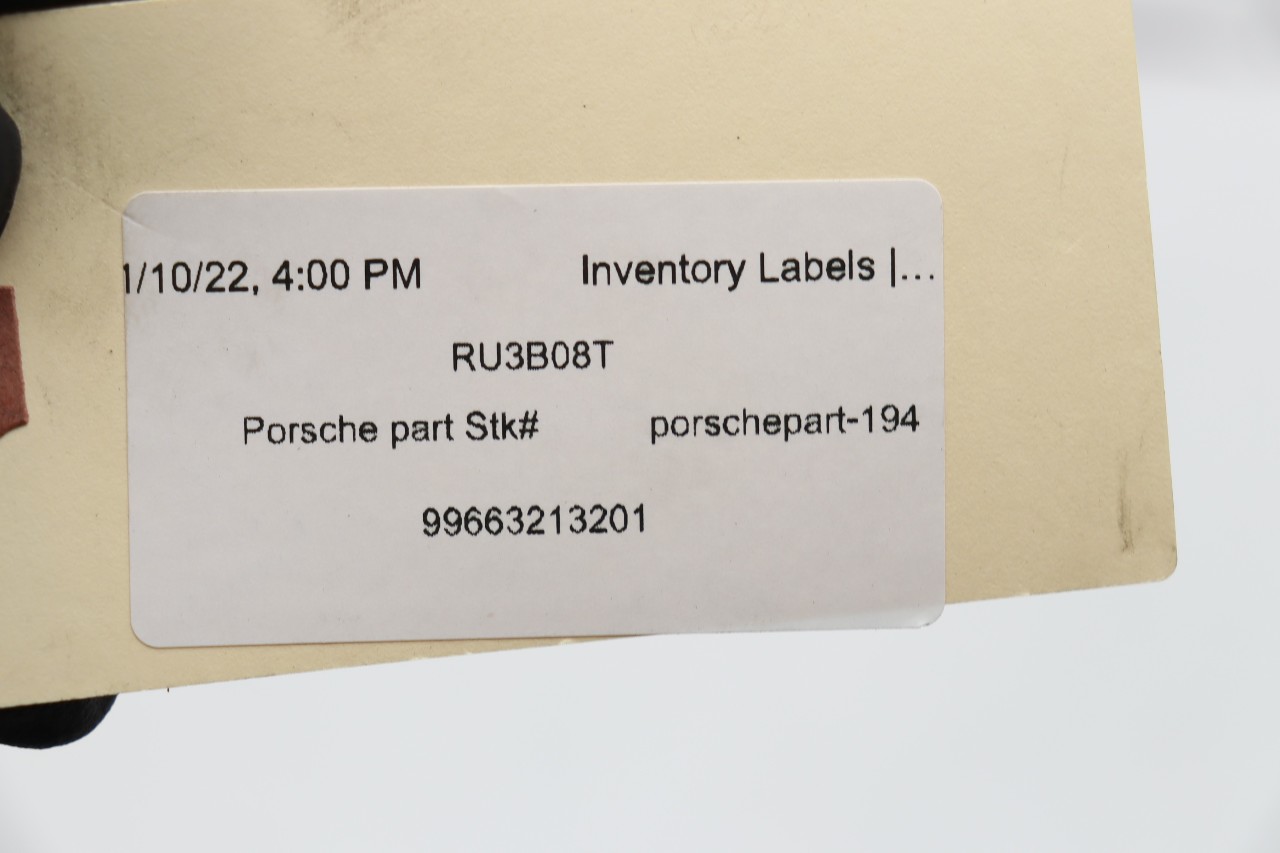 1/10/22, 4:00 PM Inventory Labels |...
RU3B08T
Porsche part Stk# porschepart-194
99663213201